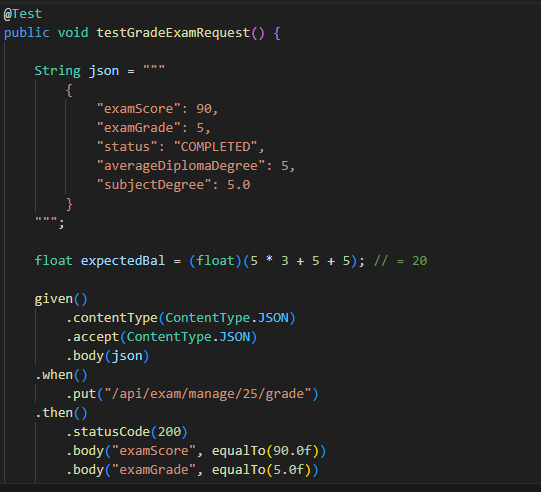 @Test
public void testGradeExamRequest() {
String json = """
{
"examScore": 90,
"examGrade": 5,
"status": "COMPLETED",
"averageDiplomaDegree": 5,
"subjectDegree": 5.0
}
""";
float expectedBal = (float)(5 * 3 + 5 + 5); // = 20
given()
.contentType(ContentType.JSON)
.accept(ContentType.JSON)
.body(json)
.when()
.put("/api/exam/manage/25/grade")
.then()
.statusCode(200)
.body("examScore", equalTo(90.0f))
.body("examGrade", equalTo(5.0f))